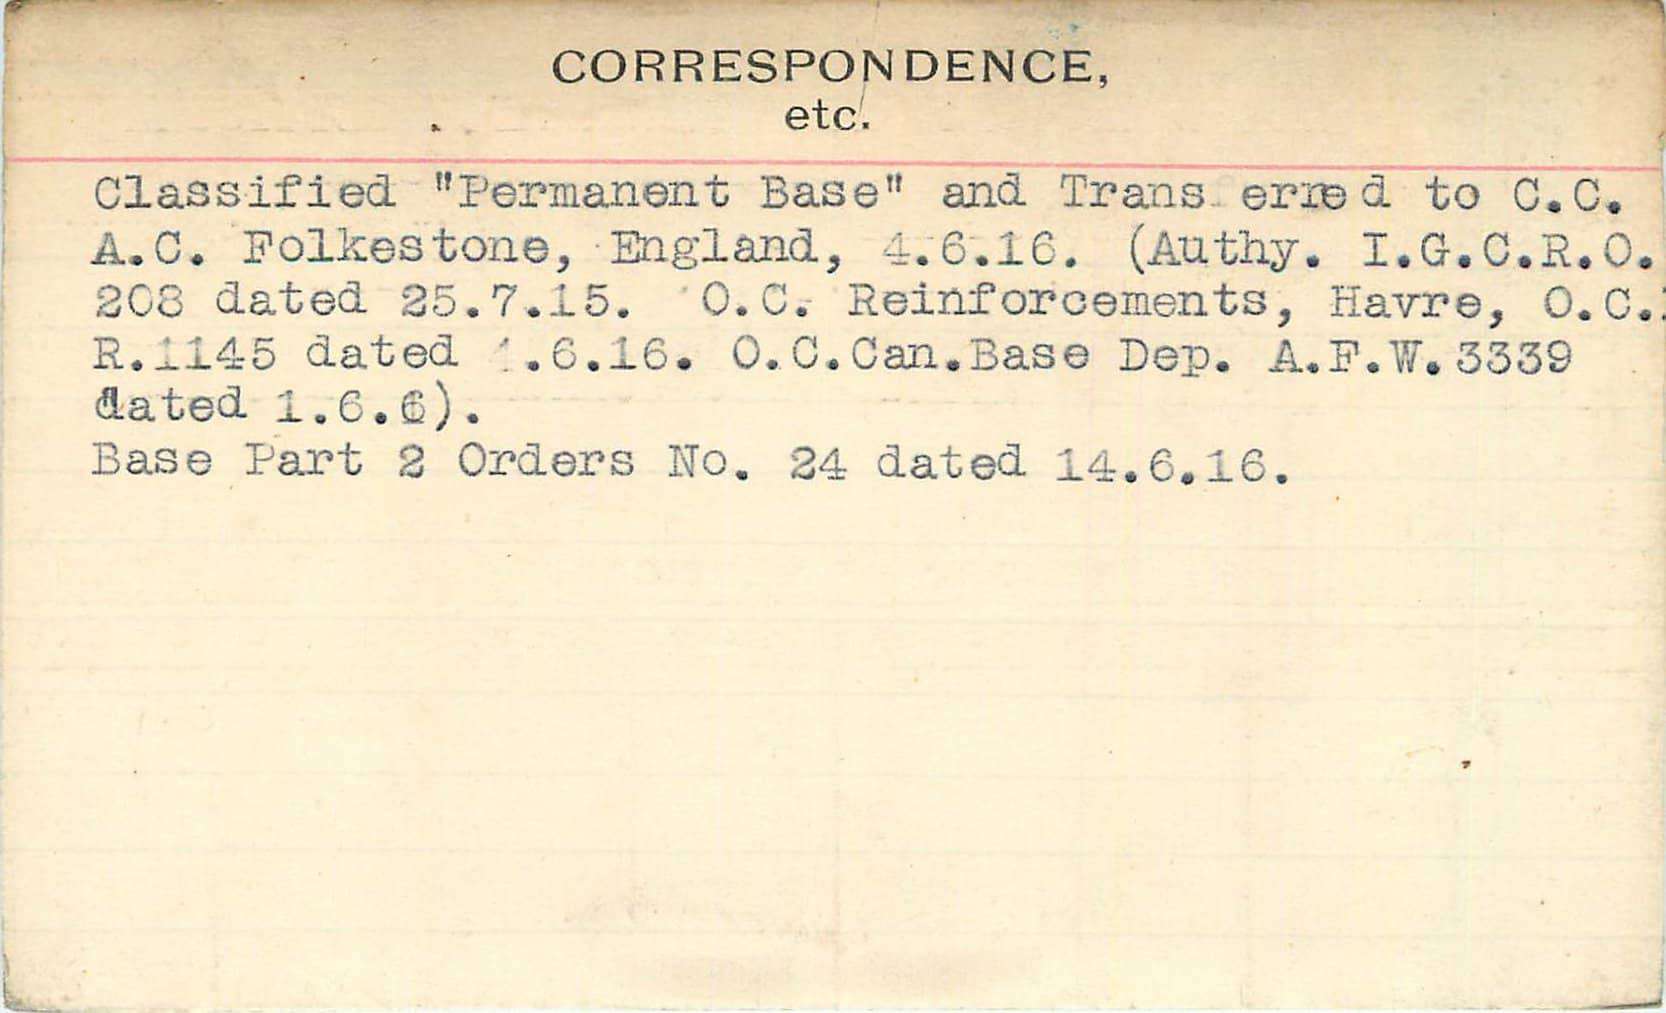 CORRESPONDENCE,
etc.
Classified "Permanent Base" and Trans erred to C.C.
A.C. Folkestone, England, 4.6.16. (Authy. I.G.C.R.O.
208 dated 25.7.15. O.C. Reinforcements, Havre, O.C.
R.1145 dated 1.6.16. O.C.Can.Base Dep. A.F.W.3339
dated 1.6.6).
Base Part 2 Orders No. 24 dated 14.6.16.